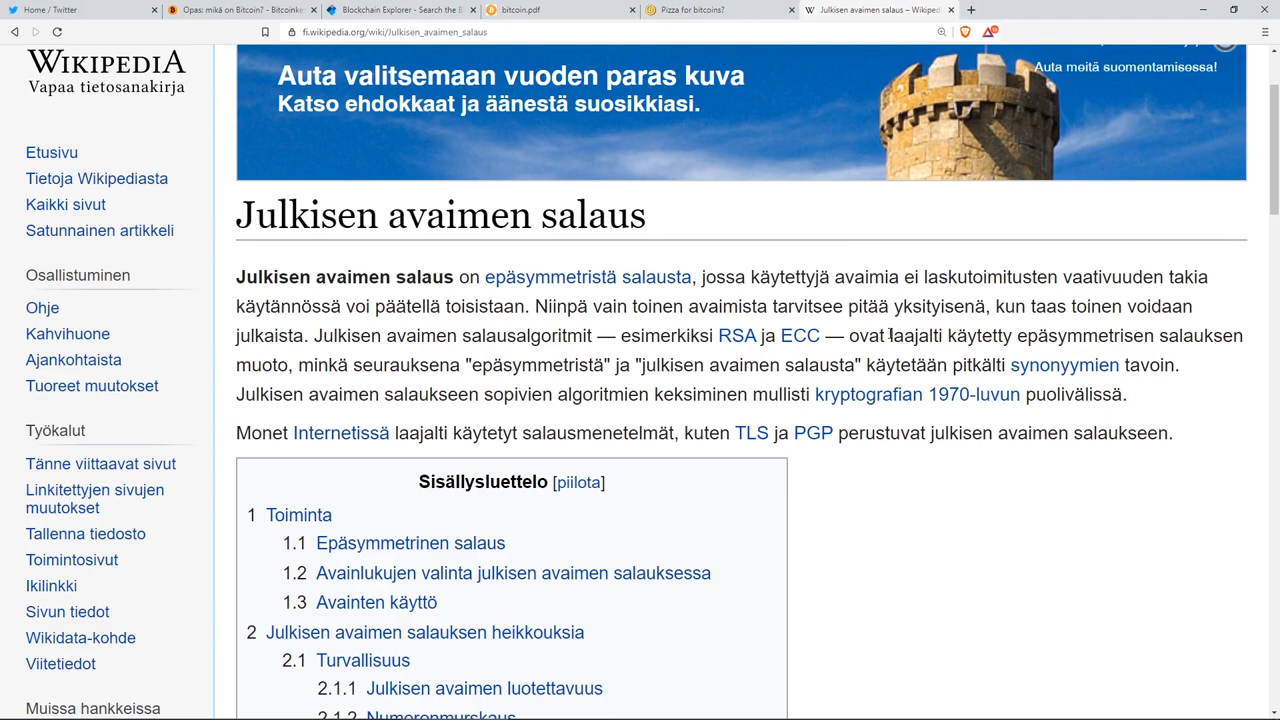 Home / Twitter
Opas: mikä on Bitcoin? - Bitcoinke
Blockchain Explorer - Search the B
bitcoin.pdf
Pizza for bitcoins?
Julkisen avaimen salaus – Wikiped
fi.wikipedia.org/wiki/Julkisen_avaimen_salaus
WIKIPEDIA
Vapaa tietosanakirja
Auta valitsemaan vuoden paras kuva
Katso ehdokkaat ja äänestä suosikkiasi.
Auta meitä suomentamisessa!
Etusivu
Tietoja Wikipediasta
Kaikki sivut
Satunnainen artikkeli
Osallistuminen
Ohje
Kahvihuone
Ajankohtaista
Tuoreet muutokset
Työkalut
Tänne viittaavat sivut
Linkitettyjen sivujen
muutokset
Tallenna tiedosto
Toimintosivut
Ikilinkki
Sivun tiedot
Wikidata-kohde
Viitetiedot
Muissa hankkeissa
Julkisen avaimen salaus
Julkisen avaimen salaus on epäsymmetristä salausta, jossa käytettyjä avaimia ei laskutoimitusten vaativuuden takia
käytännössä voi päätellä toisistaan. Niinpä vain toinen avaimista tarvitsee pitää yksityisenä, kun taas toinen voidaan
julkaista. Julkisen avaimen salausalgoritmit — esimerkiksi RSA ja ECC — ovat laajalti käytetty epäsymmetrisen salauksen
muoto, minkä seurauksena "epäsymmetristä" ja "julkisen avaimen salausta" käytetään pitkälti synonyymien tavoin.
Julkisen avaimen salaukseen sopivien algoritmien keksiminen mullisti kryptografian 1970-luvun puolivälissä.
Monet Internetissä laajalti käytetyt salausmenetelmät, kuten TLS ja PGP perustuvat julkisen avaimen salaukseen.
Sisällysluettelo [piilota]
1 Toiminta
1.1 Epäsymmetrinen salaus
1.2 Avainlukujen valinta julkisen avaimen salauksessa
1.3 Avainten käyttö
2 Julkisen avaimen salauksen heikkouksia
2.1 Turvallisuus
2.1.1 Julkisen avaimen luotettavuus
2.1.2 Numeronmurskaus